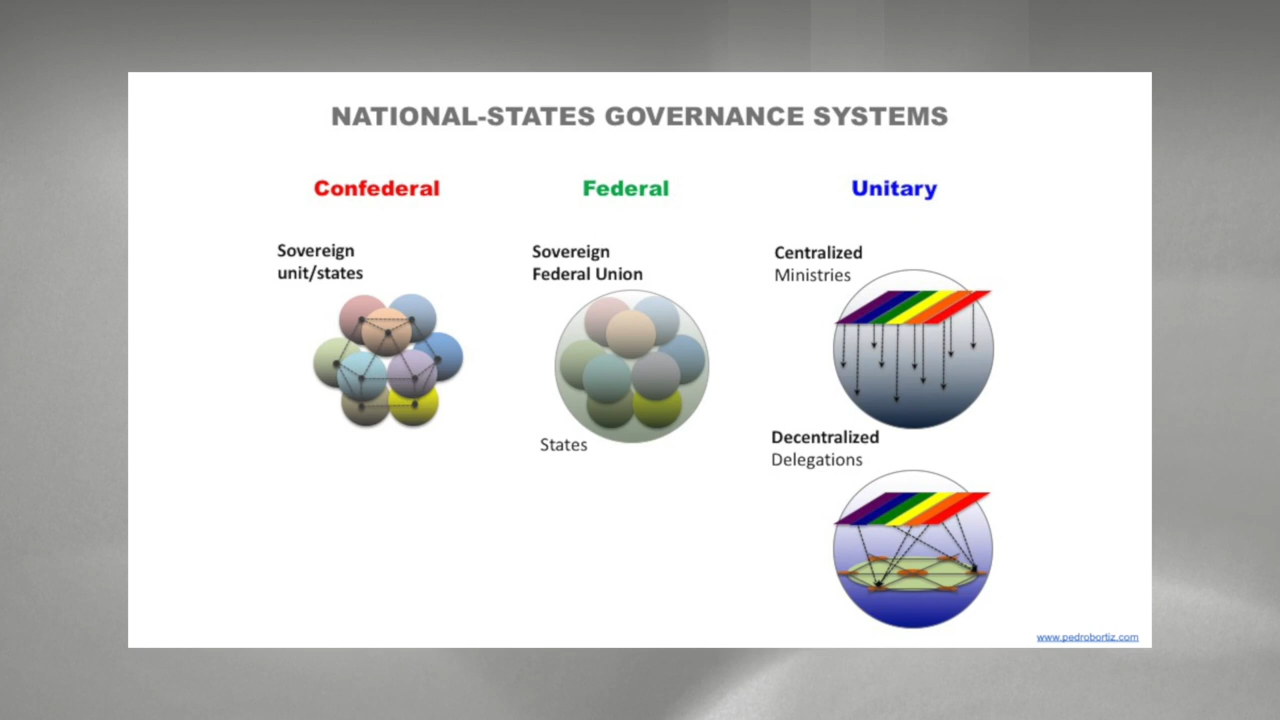 NATIONAL-STATES GOVERNANCE SYSTEMS
Confederal
Sovereign
unit/states
Federal
Sovereign
Federal Union
States
Unitary
Centralized
Ministries
Decentralized
Delegations
www.pedrobortiz.com